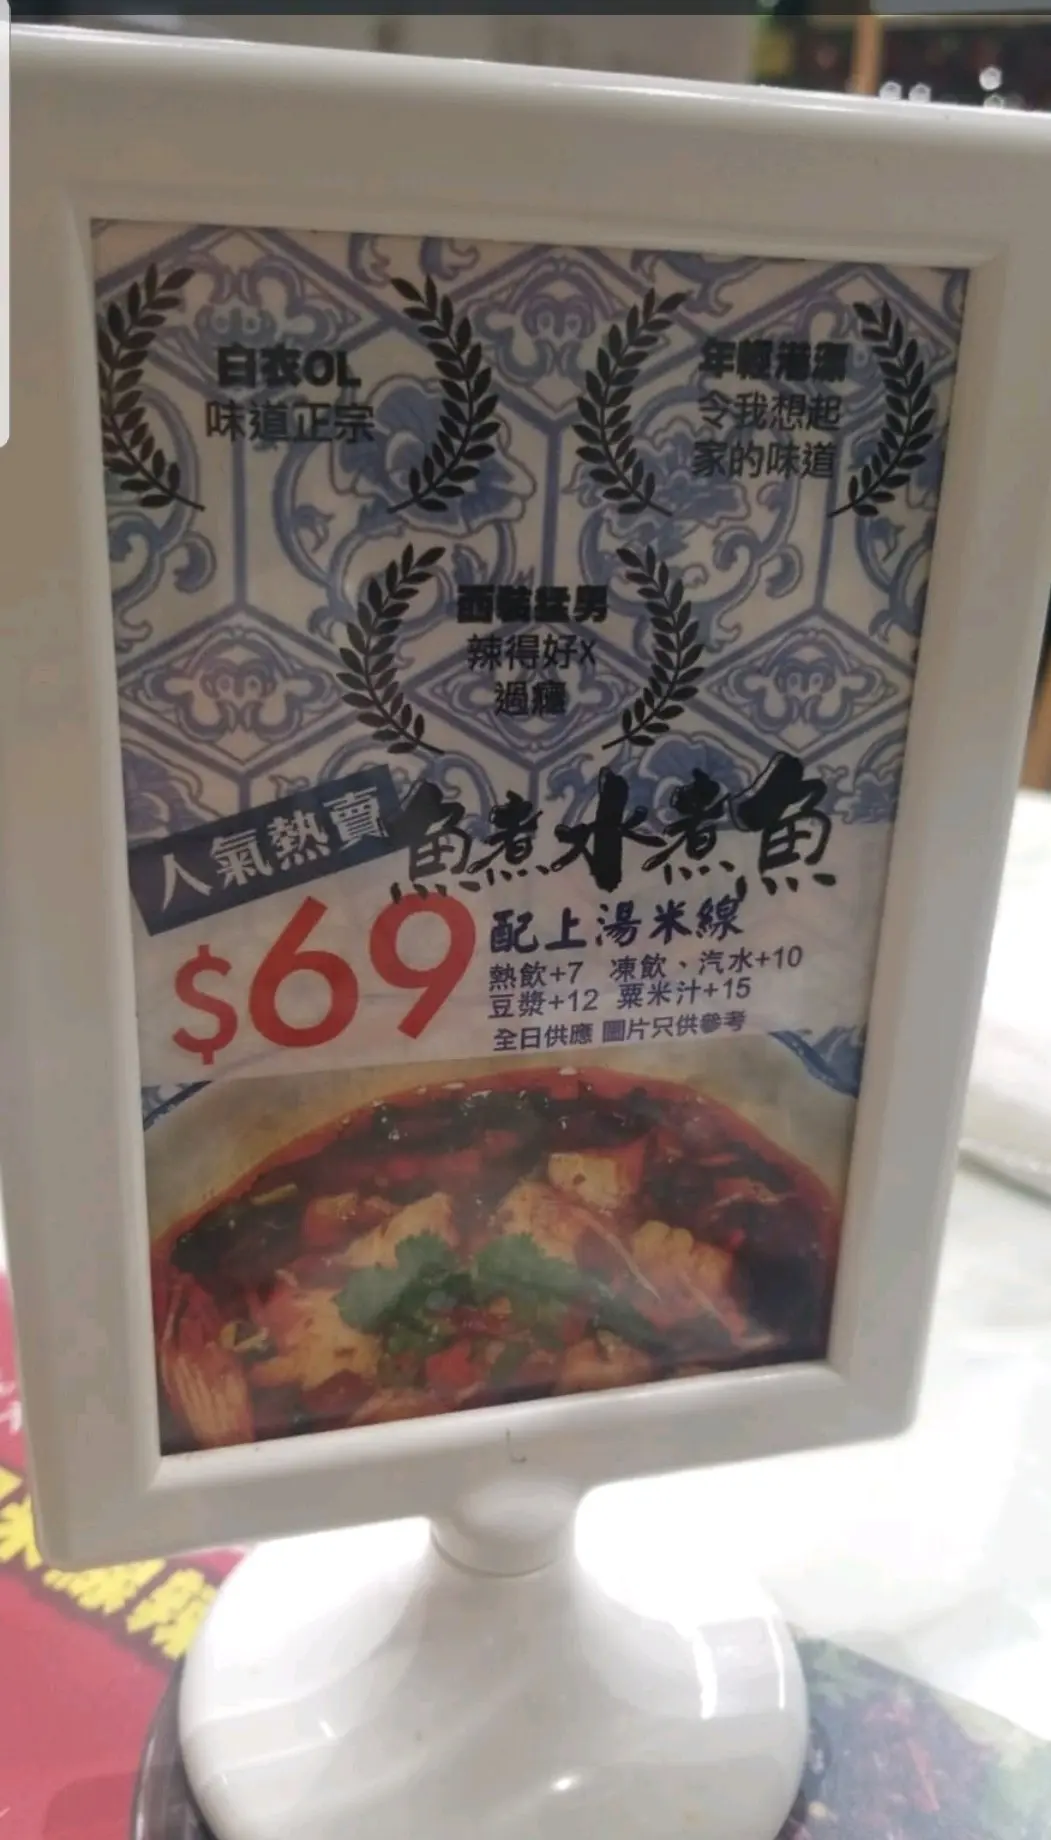 白衣OL
味道正宗
年輕港漂
令我想起
家的味道
西裝猛男
辣得好x
過癮
人氣熱賣
魚煮水煮魚
$69
配上湯米線
熱飲+7 凍飲、汽水+10
豆漿+12 粟米汁+15
全日供應 圖片只供參考